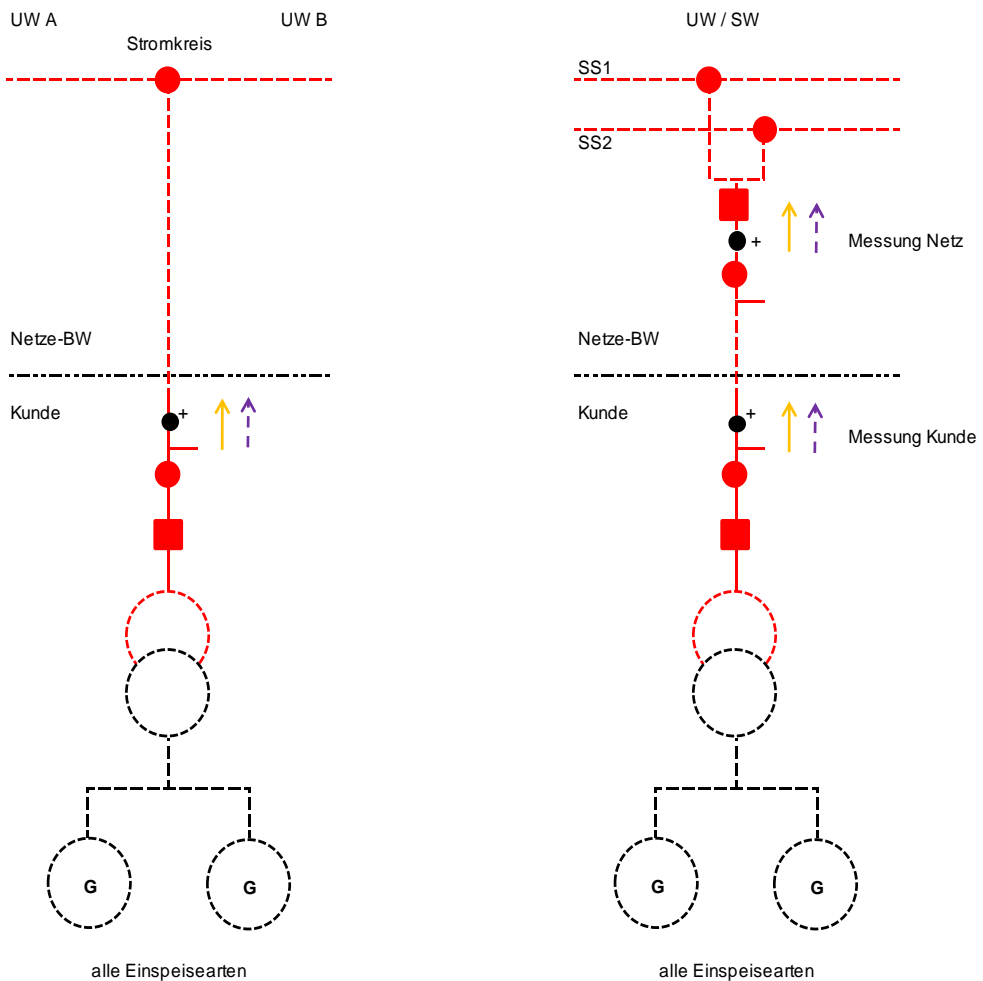 UW A
UW B
Stromkreis
Netze-BW
Kunde
+
G
G
alle Einspeisearten
UW / SW
SS1
SS2
+
Messung Netz
Netze-BW
Kunde
+
Messung Kunde
G
G
alle Einspeisearten